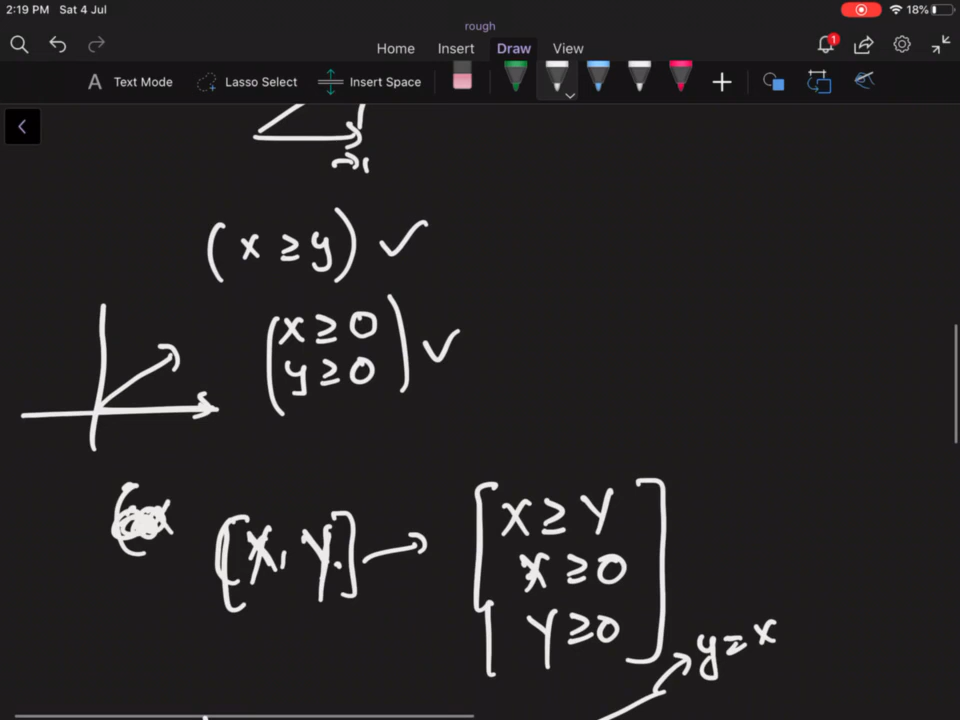 2:19 PM Sat 4 Jul
18%
rough
Home Insert Draw View
1
A Text Mode Lasso Select Insert Space
(x ≥ y) ✓
(x ≥ 0
y ≥ 0) ✓
[X, Y] → [X ≥ Y
x ≥ 0
Y ≥ 0]
y = x